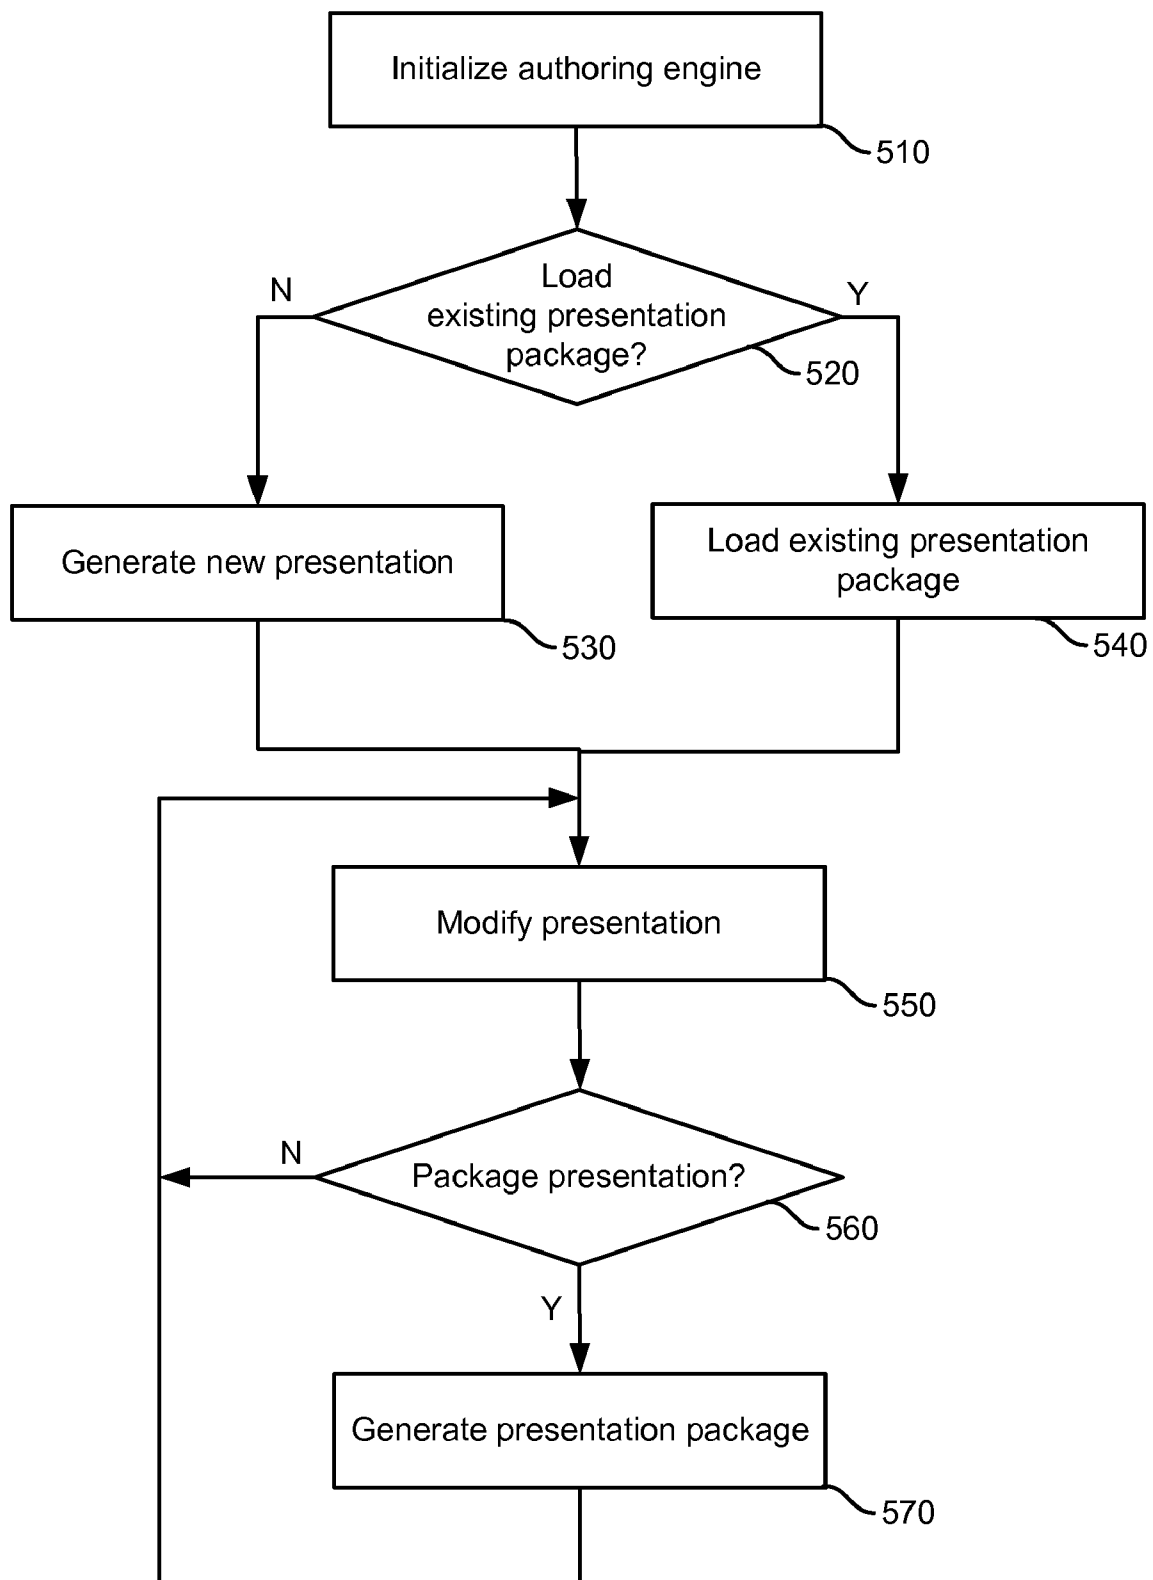 Initialize authoring engine
510
Load
existing presentation
package?
N
Y
520
Generate new presentation
530
Load existing presentation
package
540
Modify presentation
550
Package presentation?
N
560
Y
Generate presentation package
570